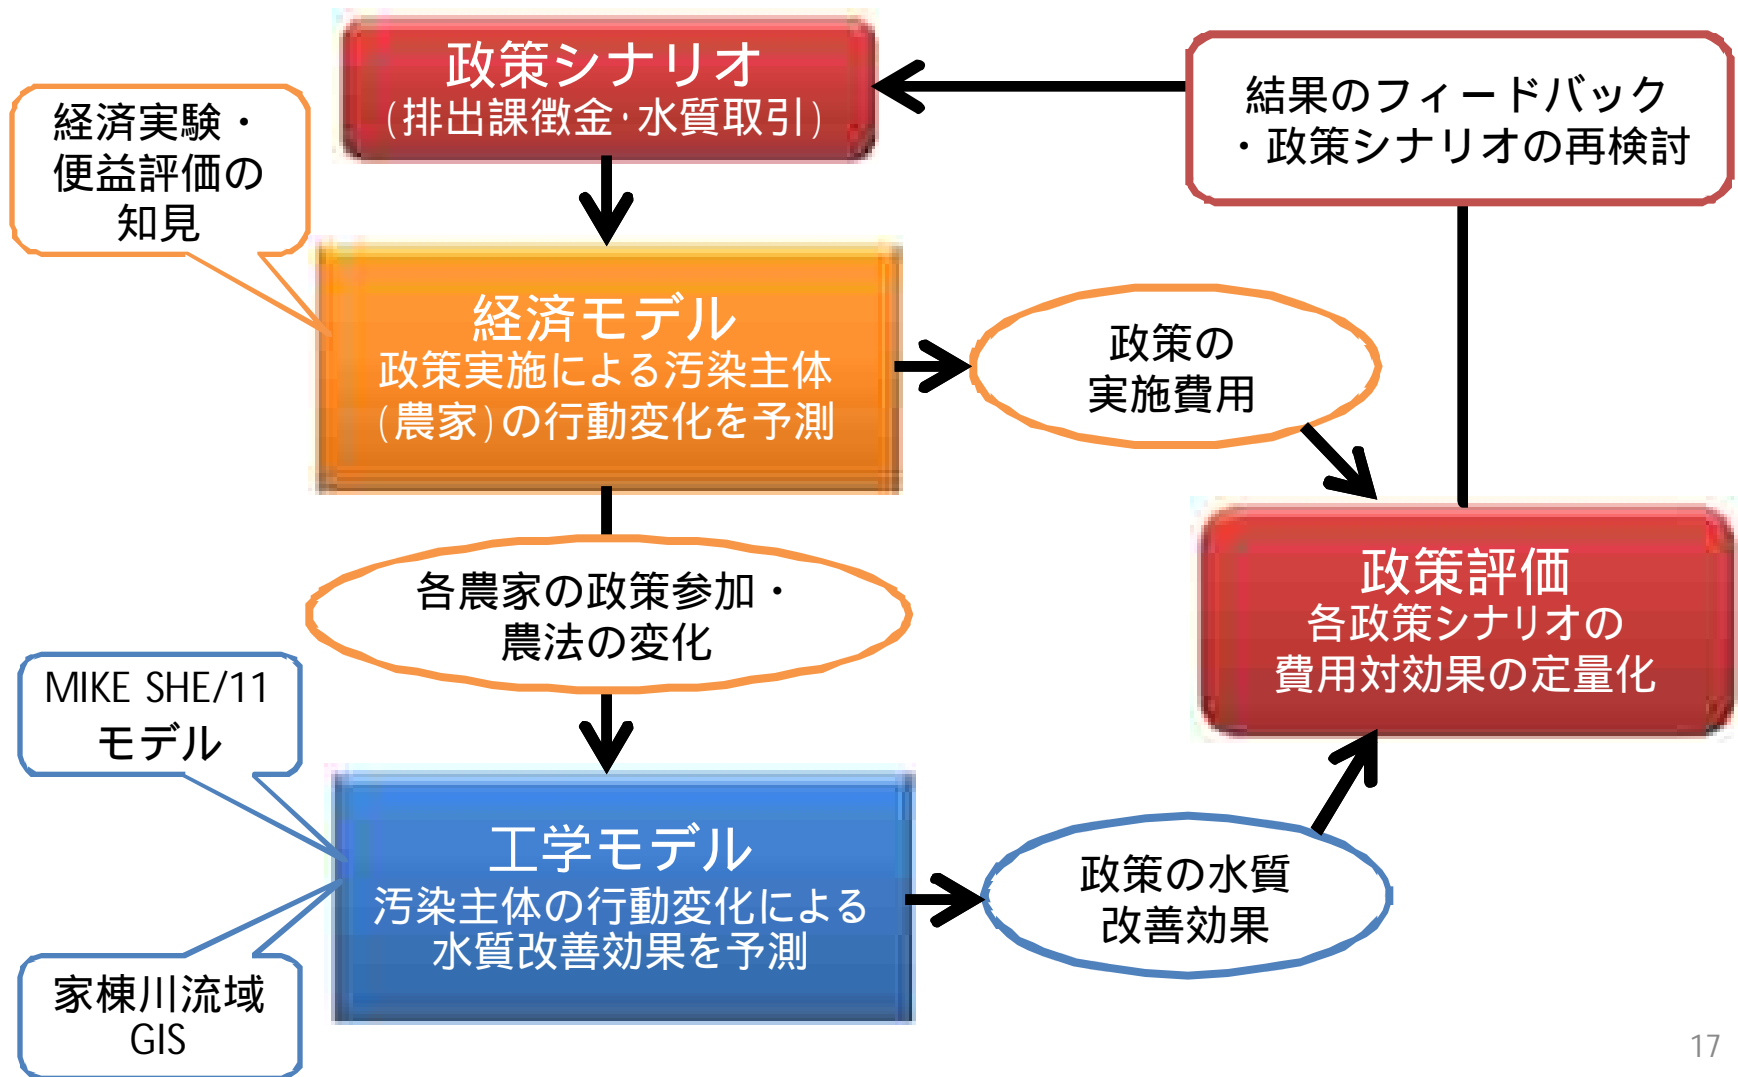 政策シナリオ
(排出課徴金･水質取引)
結果のフィードバック
・政策シナリオの再検討
経済実験・
便益評価の
知見
経済モデル
政策実施による汚染主体
(農家)の行動変化を予測
政策の
実施費用
各農家の政策参加・
農法の変化
政策評価
各政策シナリオの
費用対効果の定量化
MIKE SHE/11
モデル
工学モデル
汚染主体の行動変化による
水質改善効果を予測
政策の水質
改善効果
家棟川流域
GIS
17